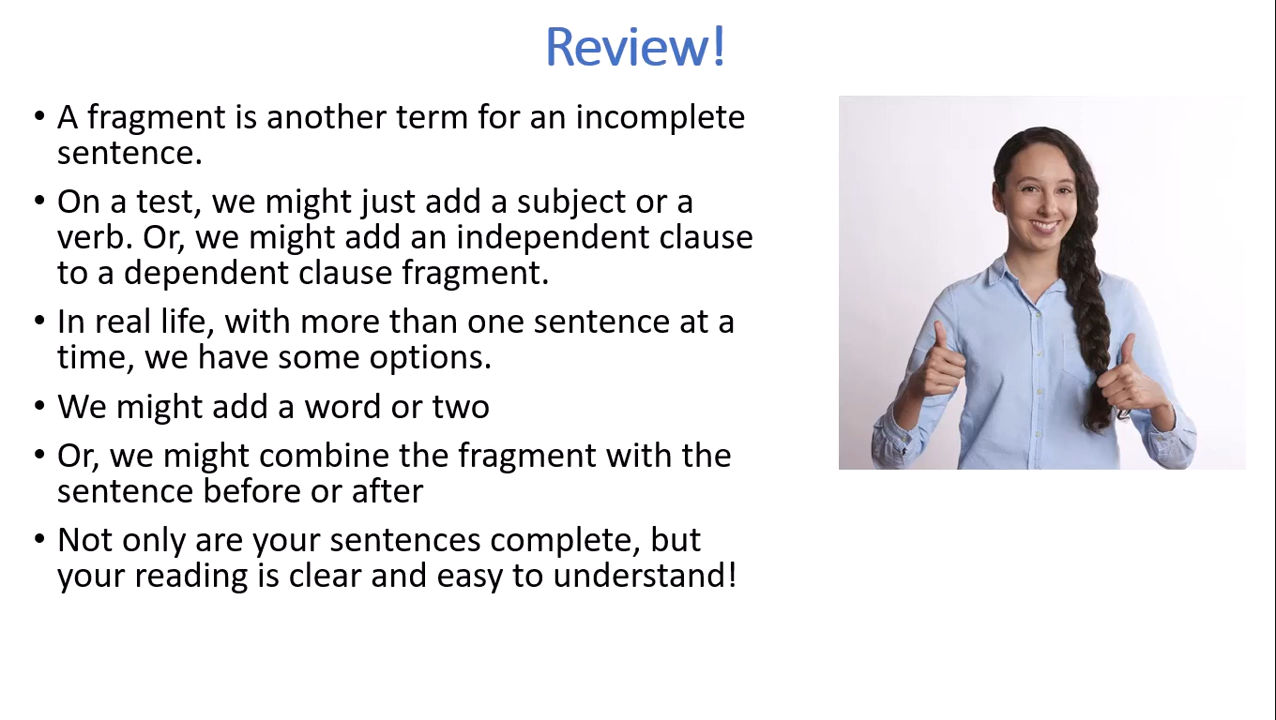 Review!
• A fragment is another term for an incomplete
sentence.
• On a test, we might just add a subject or a
verb. Or, we might add an independent clause
to a dependent clause fragment.
• In real life, with more than one sentence at a
time, we have some options.
• We might add a word or two
• Or, we might combine the fragment with the
sentence before or after
• Not only are your sentences complete, but
your reading is clear and easy to understand!